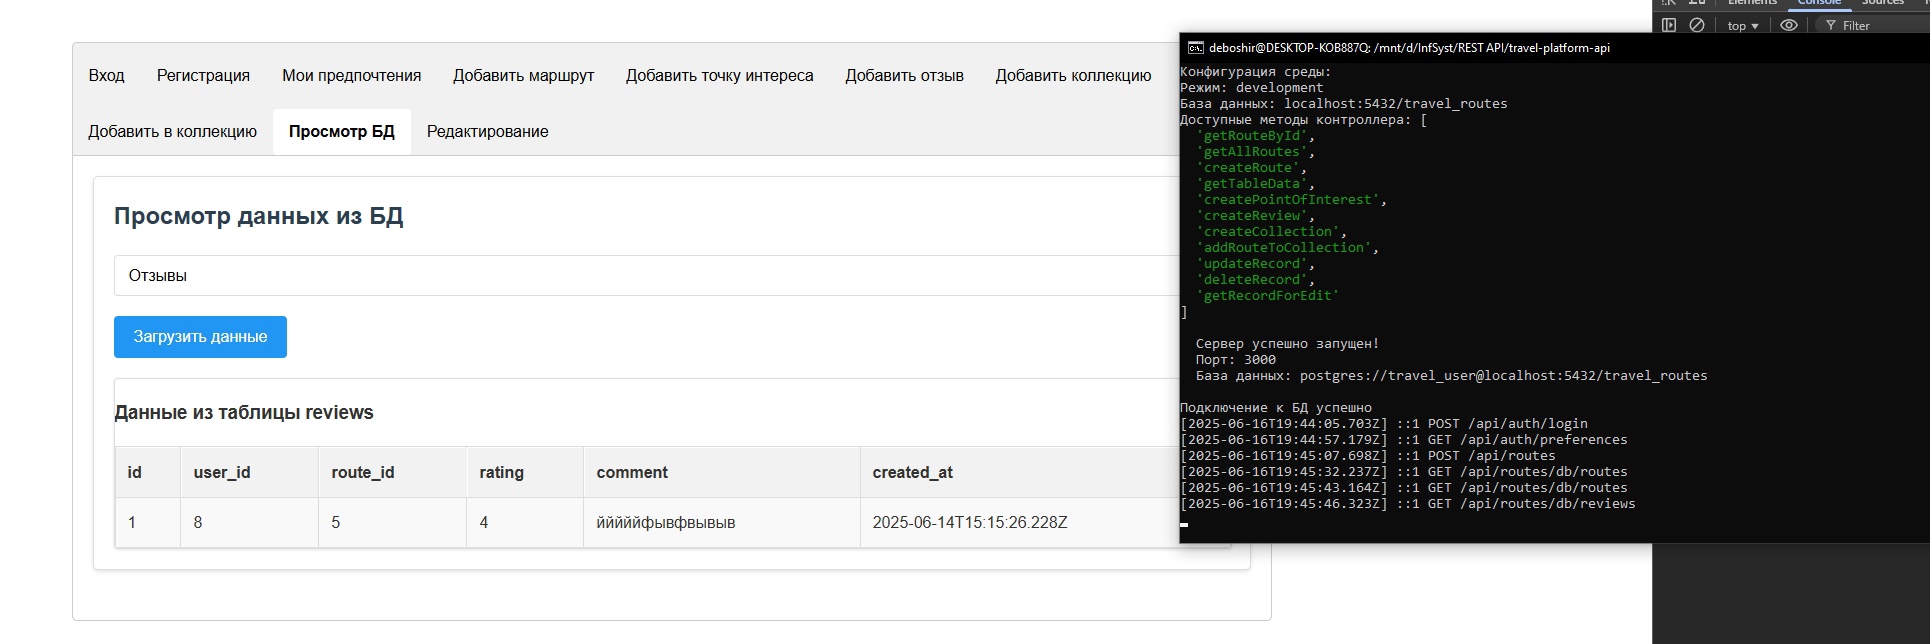 Вход Регистрация Мои предпочтения Добавить маршрут Добавить точку интереса Добавить отзыв Добавить коллекцию
Добавить в коллекцию Просмотр БД Редактирование
Просмотр данных из БД
Отзывы
Загрузить данные
Данные из таблицы reviews
id user_id route_id rating comment created_at
1 8 5 4 йййййфывфвывыв 2025-06-14T15:15:26.228Z
Elements Console Sources
top Filter
deboshir@DESKTOP-KOB887Q: /mnt/d/InfSyst/REST API/travel-platform-api
Конфигурация среды:
Режим: development
База данных: localhost:5432/travel_routes
Доступные методы контроллера: [
'getRouteById',
'getAllRoutes',
'createRoute',
'getTableData',
'createPointOfInterest',
'createReview',
'createCollection',
'addRouteToCollection',
'updateRecord',
'deleteRecord',
'getRecordForEdit'
]
Сервер успешно запущен!
Порт: 3000
База данных: postgres://travel_user@localhost:5432/travel_routes
Подключение к БД успешно
[2025-06-16T19:44:05.703Z] ::1 POST /api/auth/login
[2025-06-16T19:44:57.179Z] ::1 GET /api/auth/preferences
[2025-06-16T19:45:07.698Z] ::1 POST /api/routes
[2025-06-16T19:45:32.237Z] ::1 GET /api/routes/db/routes
[2025-06-16T19:45:43.164Z] ::1 GET /api/routes/db/routes
[2025-06-16T19:45:46.323Z] ::1 GET /api/routes/db/reviews